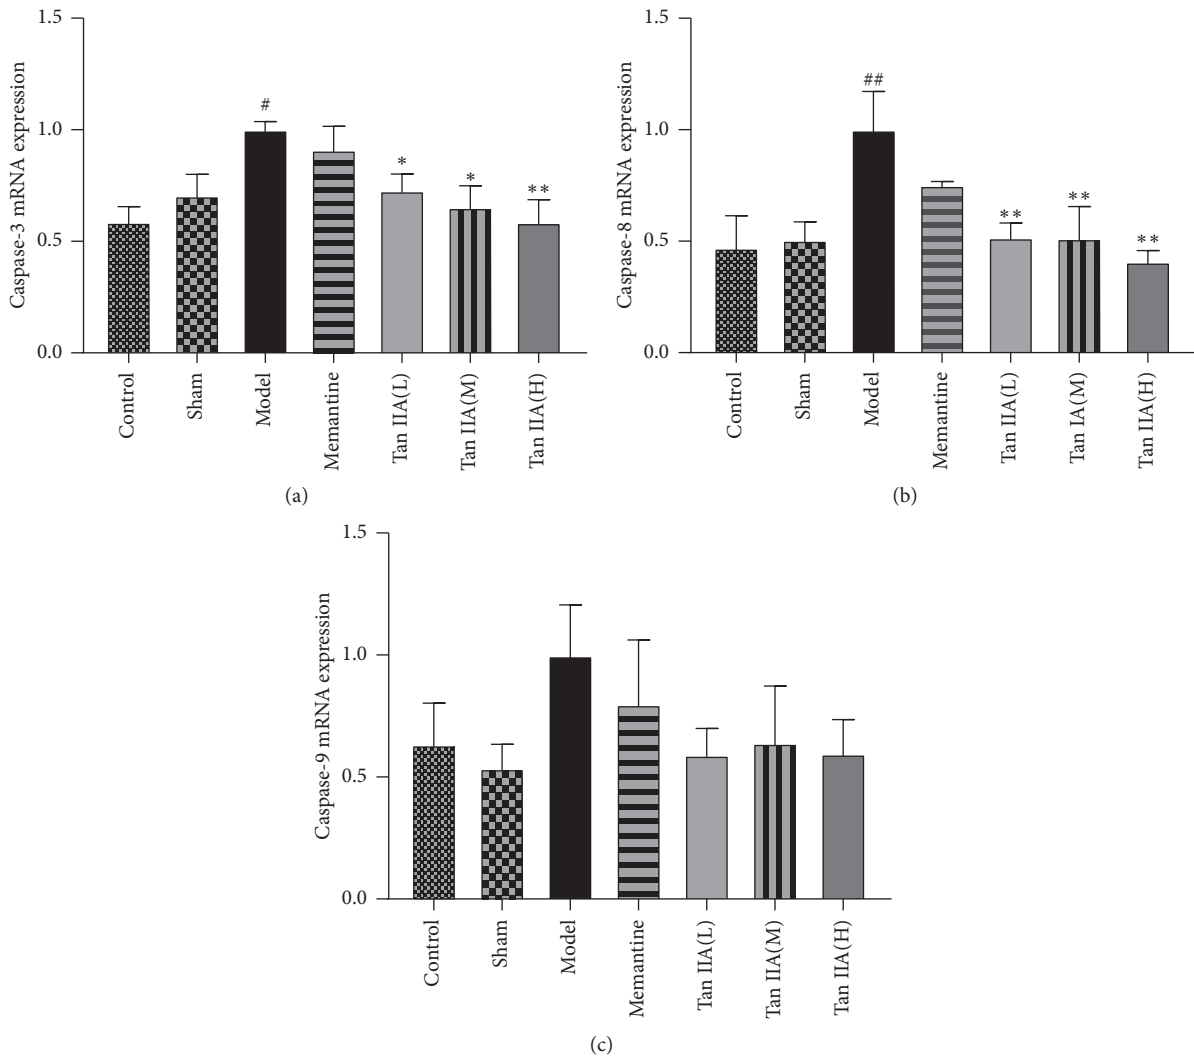 Caspase-3 mRNA expression
1.5
1.0
0.5
0.0
#
*
*
**
Control
Sham
Model
Memantine
Tan IIA(L)
Tan IIA(M)
Tan IIA(H)
(a)
Caspase-8 mRNA expression
1.5
1.0
0.5
0.0
##
**
**
**
Control
Sham
Model
Memantine
Tan IIA(L)
Tan IA(M)
Tan IIA(H)
(b)
Caspase-9 mRNA expression
1.5
1.0
0.5
0.0
Control
Sham
Model
Memantine
Tan IIA(L)
Tan IIA(M)
Tan IIA(H)
(c)